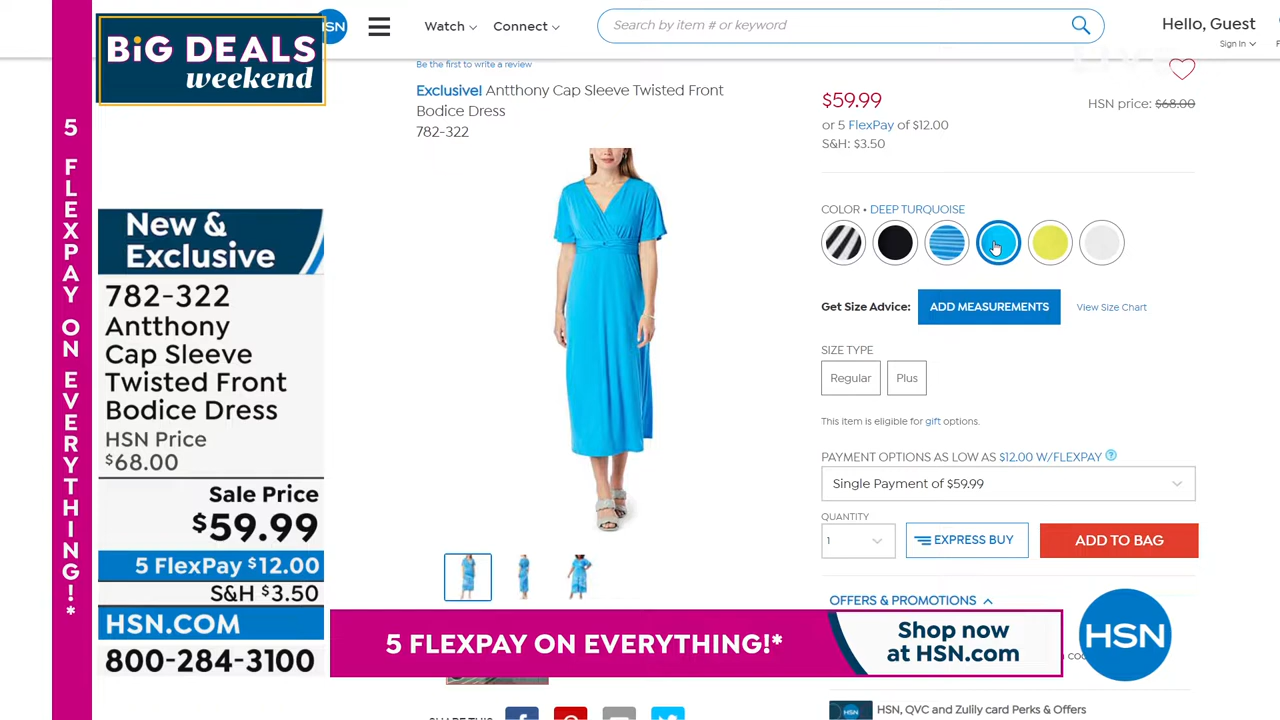 5 FLEXPAY ON EVERYTHING!*
BiG DEALS
weekend
HSN
Watch
Connect
Search by item # or keyword
Hello, Guest
Sign In
LIVE
Be the first to write a review
Exclusive! Antthony Cap Sleeve Twisted Front
Bodice Dress
782-322
$59.99
HSN price: $68.00
or 5 FlexPay of $12.00
S&H: $3.50
COLOR • DEEP TURQUOISE
Get Size Advice:
ADD MEASUREMENTS
View Size Chart
SIZE TYPE
Regular
Plus
This item is eligible for gift options.
PAYMENT OPTIONS AS LOW AS $12.00 W/FLEXPAY ?
Single Payment of $59.99
QUANTITY
1
EXPRESS BUY
ADD TO BAG
OFFERS & PROMOTIONS
HSN, QVC and Zulily card Perks & Offers
New &
Exclusive
782-322
Antthony
Cap Sleeve
Twisted Front
Bodice Dress
HSN Price
$68.00
Sale Price
$59.99
5 FlexPay $12.00
S&H $3.50
HSN.COM
800-284-3100
5 FLEXPAY ON EVERYTHING!*
Shop now
at HSN.com
HSN
SHARE THIS